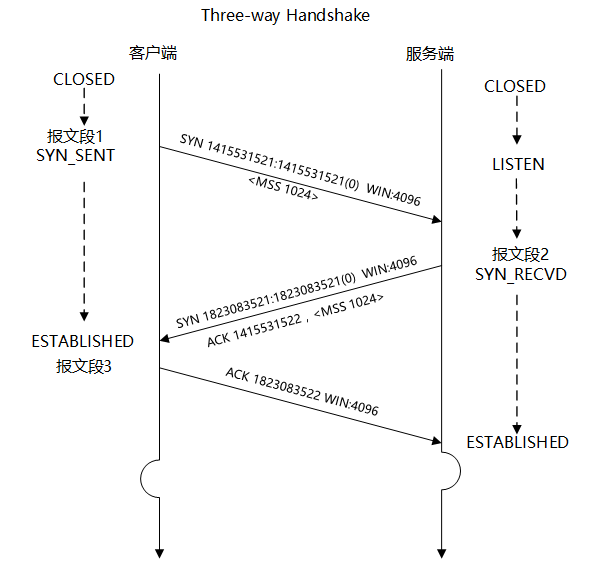 Three-way Handshake
客户端
服务端
CLOSED
CLOSED
报文段1
SYN_SENT
SYN 1415531521:1415531521(0) WIN:4096
<MSS 1024>
LISTEN
报文段2
SYN_RECVD
SYN 1823083521:1823083521(0) WIN:4096
ACK 1415531522，<MSS 1024>
ESTABLISHED
报文段3
ACK 1823083522 WIN:4096
ESTABLISHED